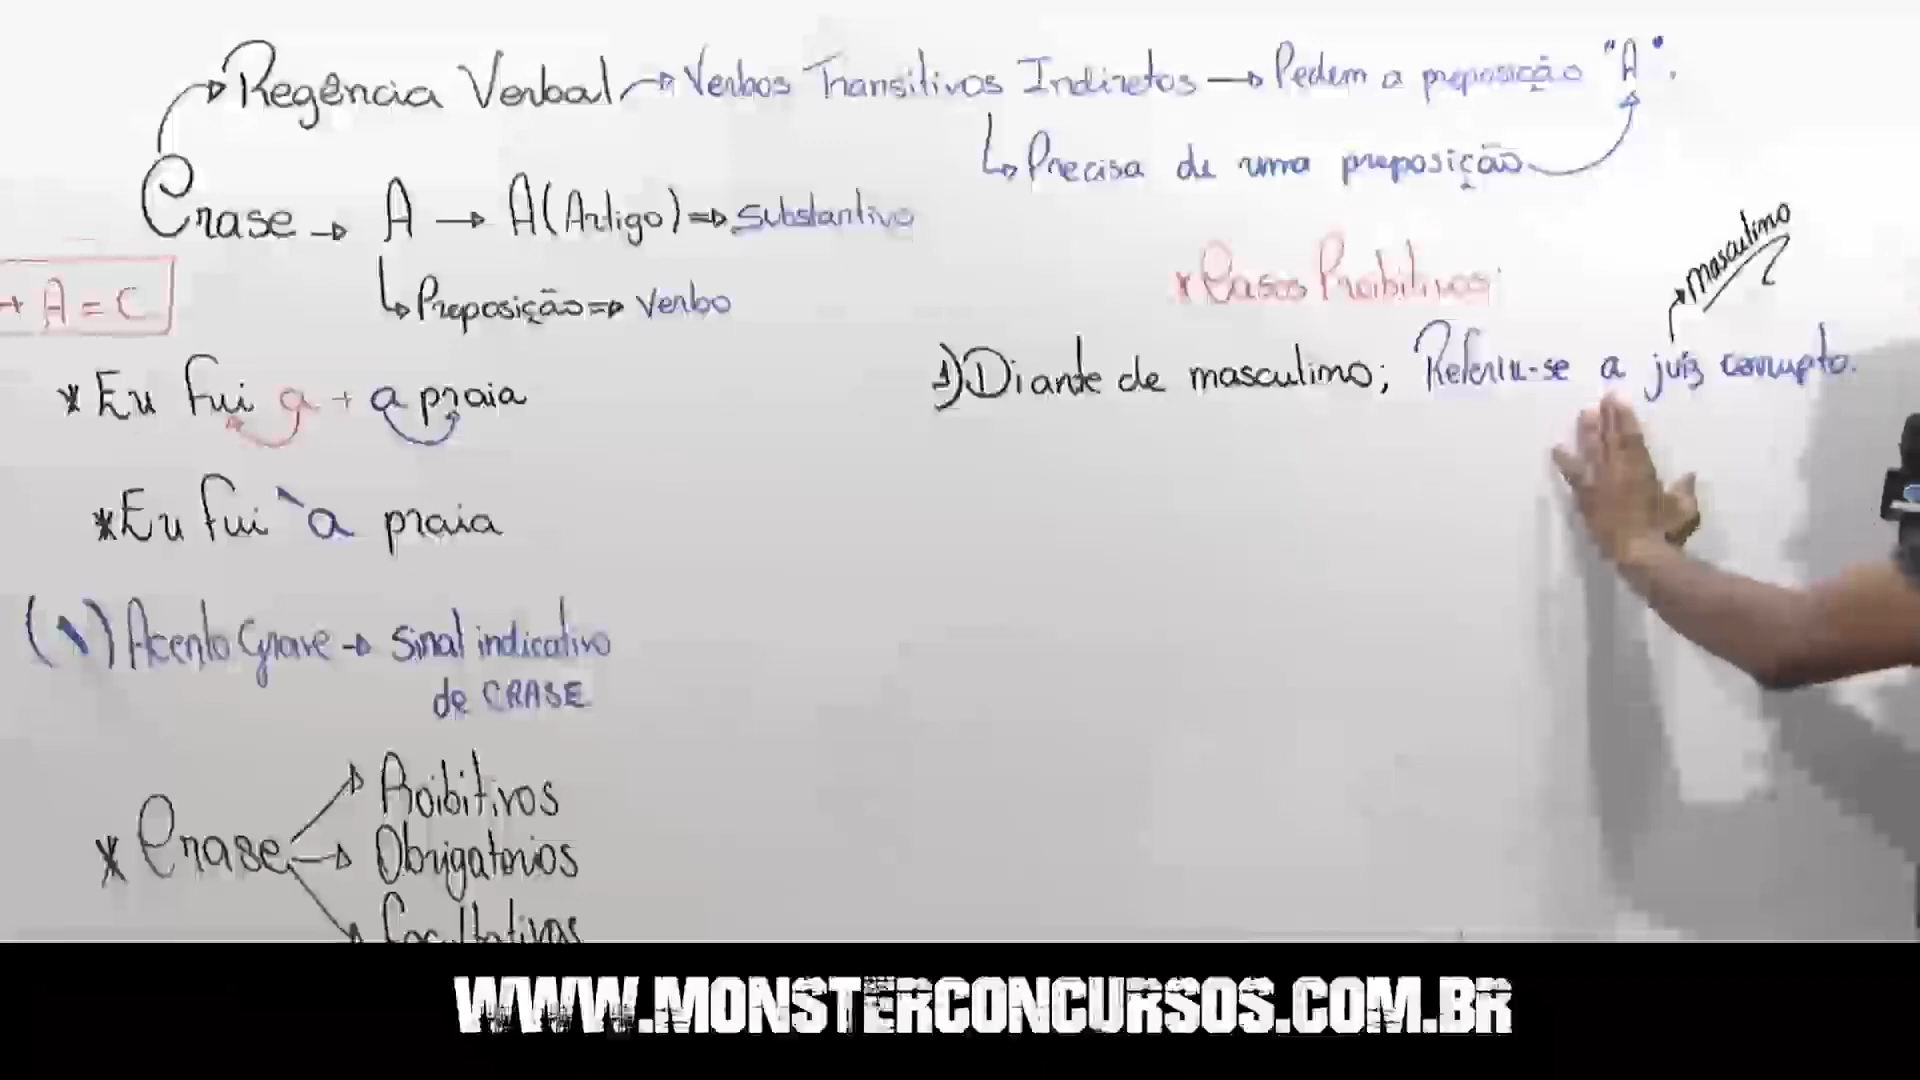 Regência Verbal → Verbos Transitivos Indiretos → Pedem a preposição "A".
↳ Precisa de uma preposição
Crase → A → A (Artigo) ⇒ Substantivo
↳ Preposição ⇒ Verbo
→ A = C
* Eu fui a + a praia
* Eu fui à praia
(`) Acento Grave → Sinal indicativo
de CRASE
* Crase → Proibitivos
→ Obrigatórios
→ Facultativos
* Casos Proibitivos:
masculino
1) Diante de masculino; Referiu-se a juiz corrupto.
WWW.MONSTERCONCURSOS.COM.BR